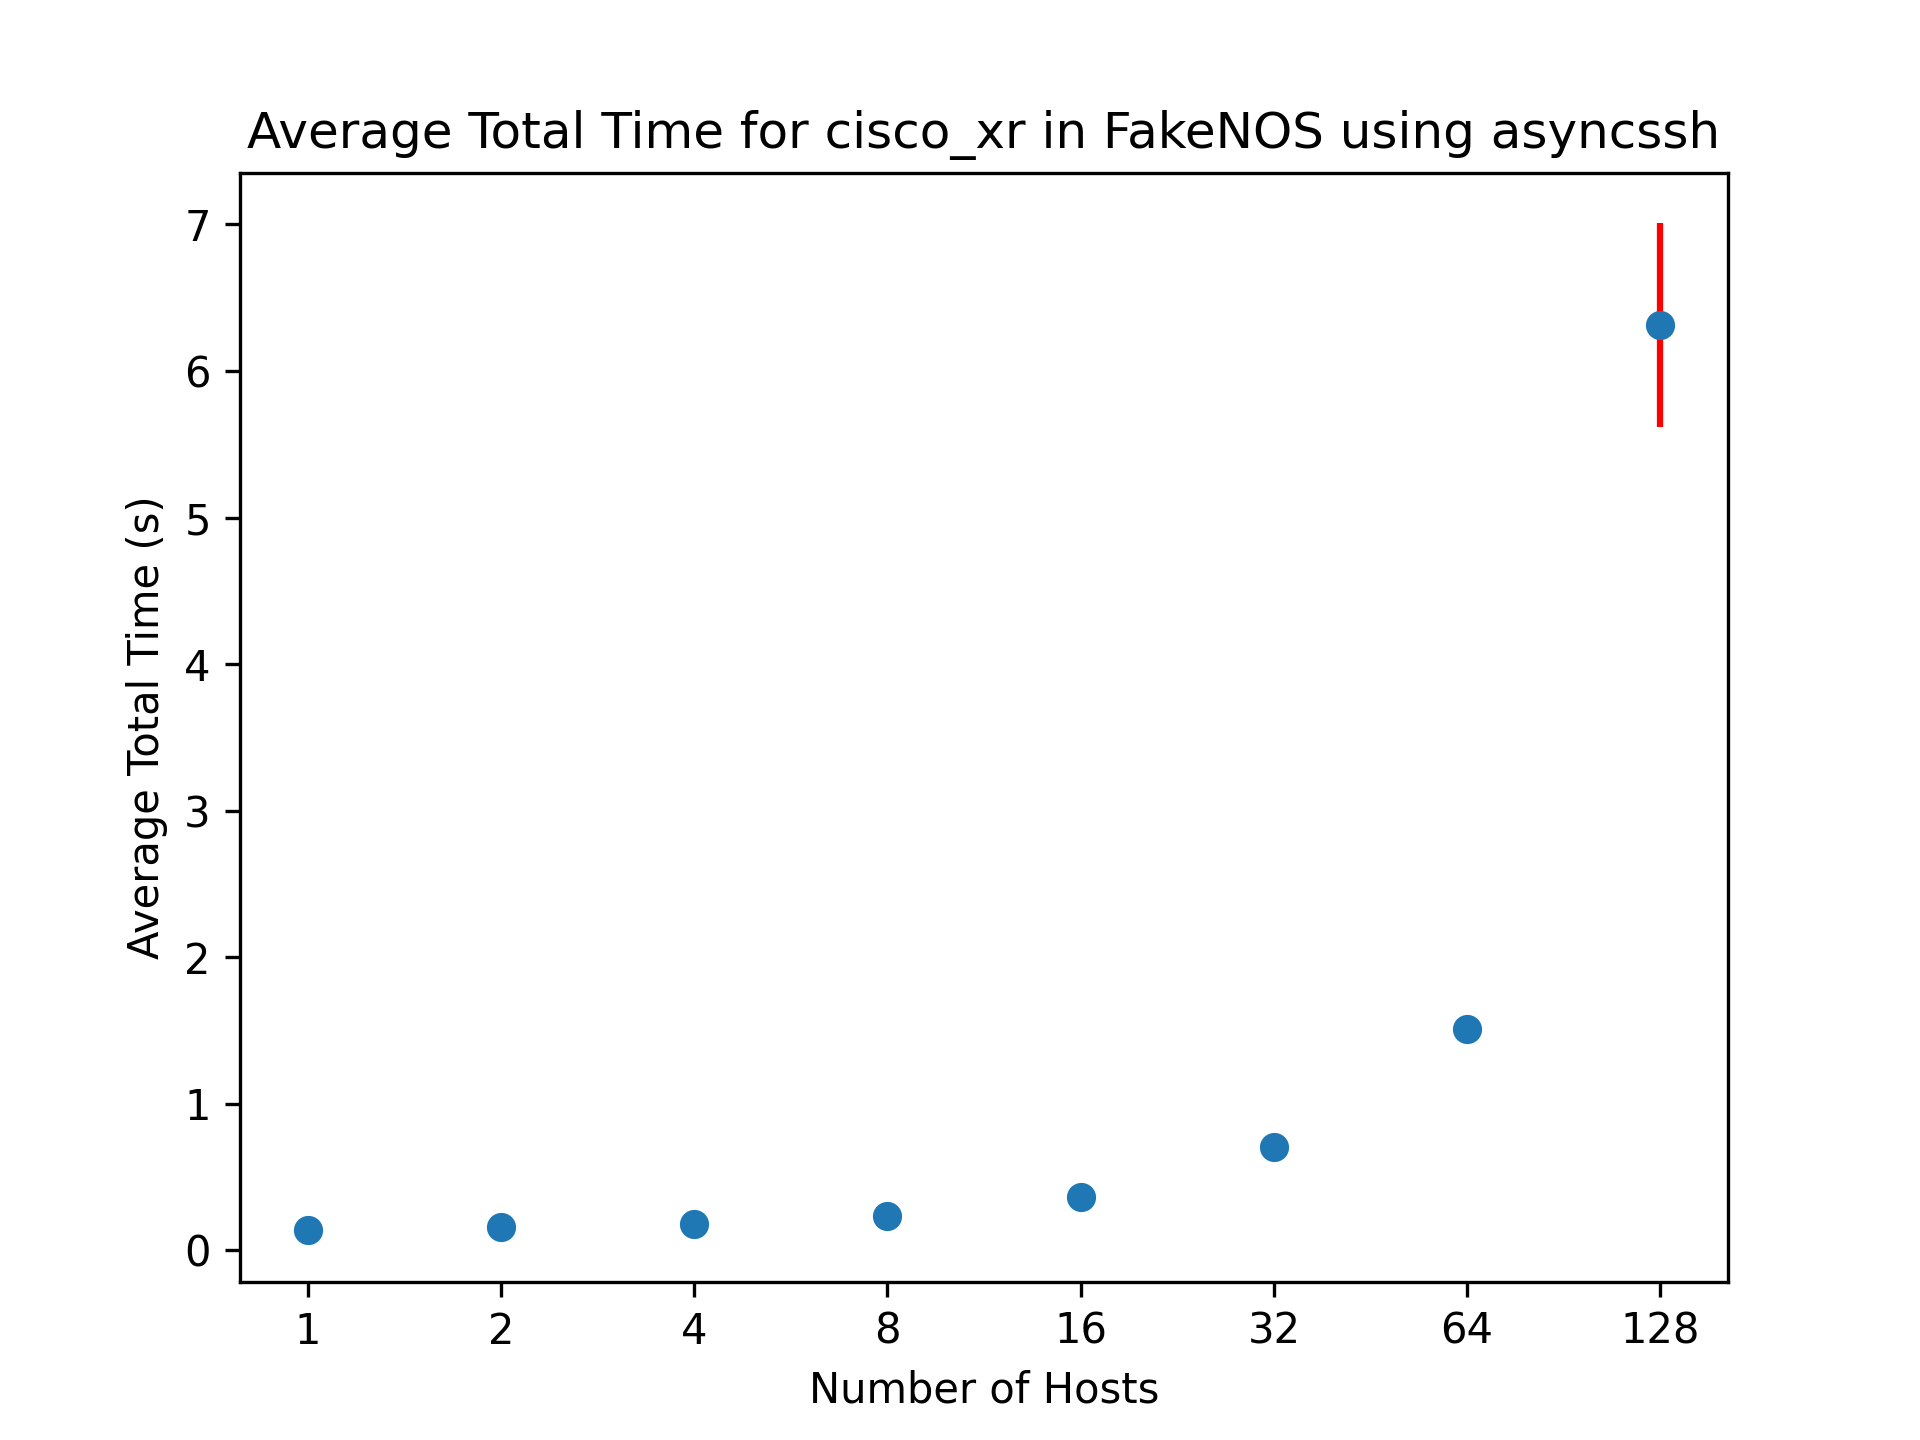 Average Total Time for cisco_xr in FakeNOS using asyncssh
7
6
5
4
3
2
1
0
Average Total Time (s)
1 2 4 8 16 32 64 128
Number of Hosts